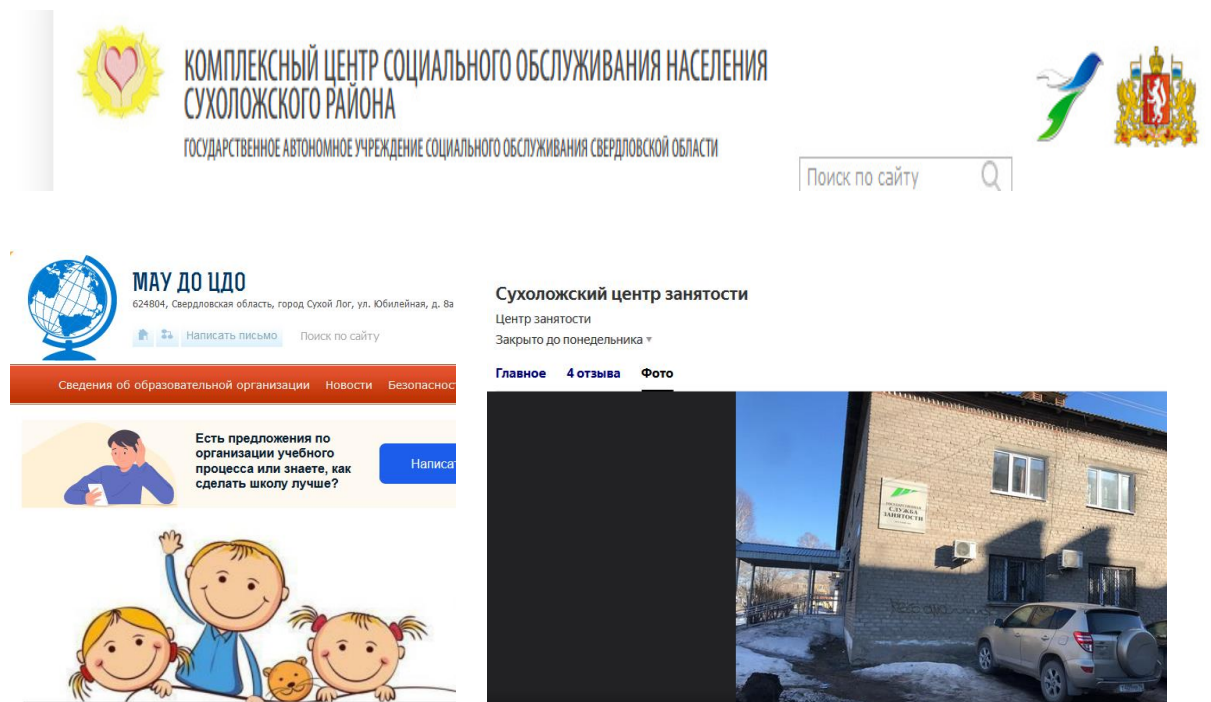 КОМПЛЕКСНЫЙ ЦЕНТР СОЦИАЛЬНОГО ОБСЛУЖИВАНИЯ НАСЕЛЕНИЯ
СУХОЛОЖСКОГО РАЙОНА
ГОСУДАРСТВЕННОЕ АВТОНОМНОЕ УЧРЕЖДЕНИЕ СОЦИАЛЬНОГО ОБСЛУЖИВАНИЯ СВЕРДЛОВСКОЙ ОБЛАСТИ
Поиск по сайту
МАУ ДО ЦДО
624804, Свердловская область, город Сухой Лог, ул. Юбилейная, д. 8а
Написать письмо Поиск по сайту
Сведения об образовательной организации Новости Безопаснос
Есть предложения по
организации учебного
процесса или знаете, как
сделать школу лучше?
Написа
Сухоложский центр занятости
Центр занятости
Закрыто до понедельника
Главное 4 отзыва Фото
ГОСУДАРСТВЕННАЯ
СЛУЖБА
ЗАНЯТОСТИ